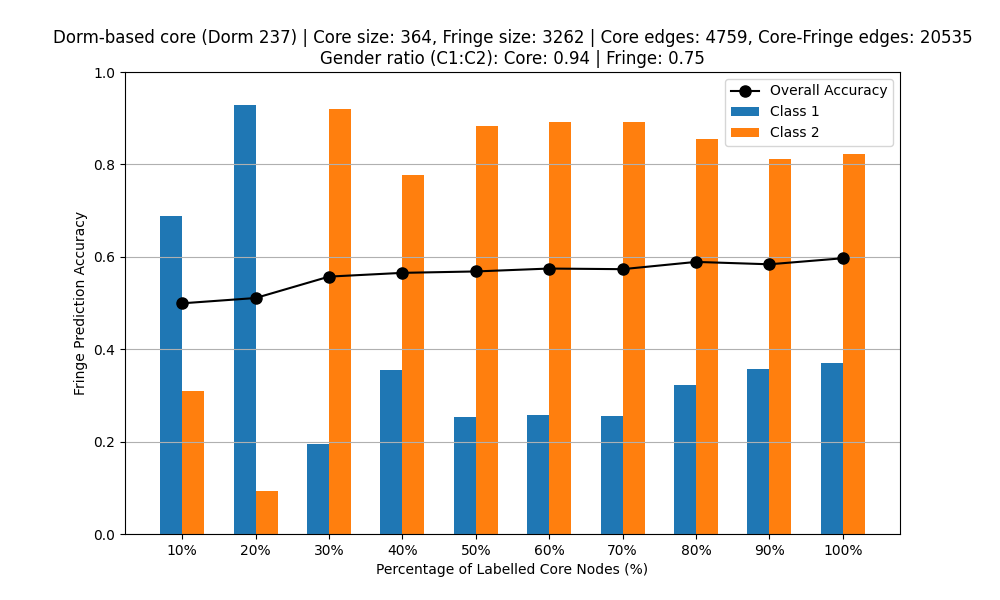 Dorm-based core (Dorm 237) | Core size: 364, Fringe size: 3262 | Core edges: 4759, Core-Fringe edges: 20535
Gender ratio (C1:C2): Core: 0.94 | Fringe: 0.75
Overall Accuracy
Class 1
Class 2
Fringe Prediction Accuracy
1.0
0.8
0.6
0.4
0.2
0.0
10% 20% 30% 40% 50% 60% 70% 80% 90% 100%
Percentage of Labelled Core Nodes (%)